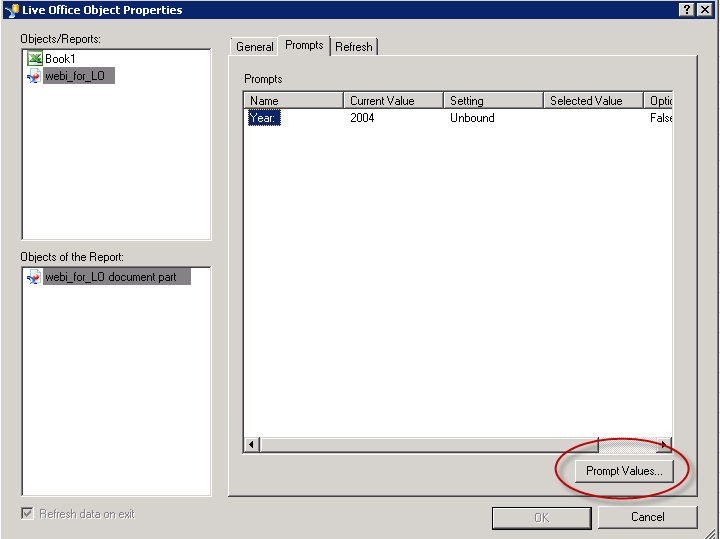 Live Office Object Properties
Objects/Reports:
Book1
webi_for_LO
Objects of the Report:
webi_for_LO document part
Refresh data on exit
General Prompts Refresh
Prompts
Name Current Value Setting Selected Value Optic
Year: 2004 Unbound False
Prompt Values...
OK Cancel